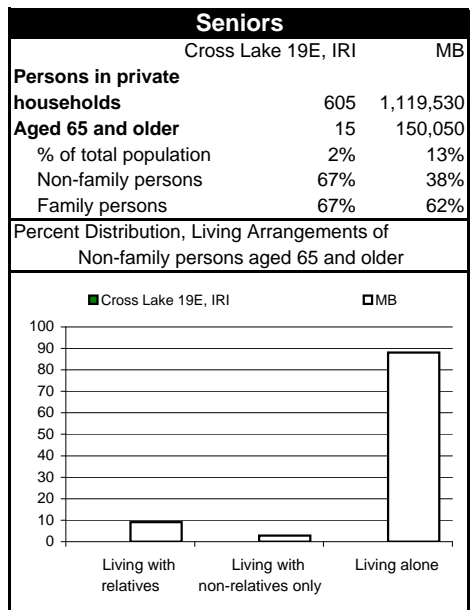 Seniors
Cross Lake 19E, IRI MB
Persons in private
households 605 1,119,530
Aged 65 and older 15 150,050
% of total population 2% 13%
Non-family persons 67% 38%
Family persons 67% 62%
Percent Distribution, Living Arrangements of
Non-family persons aged 65 and older
Cross Lake 19E, IRI MB
100
90
80
70
60
50
40
30
20
10
0
Living with Living with Living alone
relatives non-relatives only